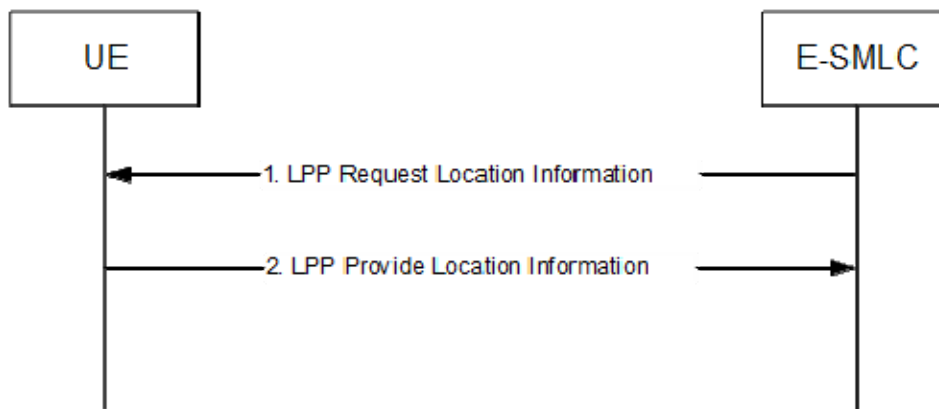 UE
E-SMLC
1. LPP Request Location Information
2. LPP Provide Location Information